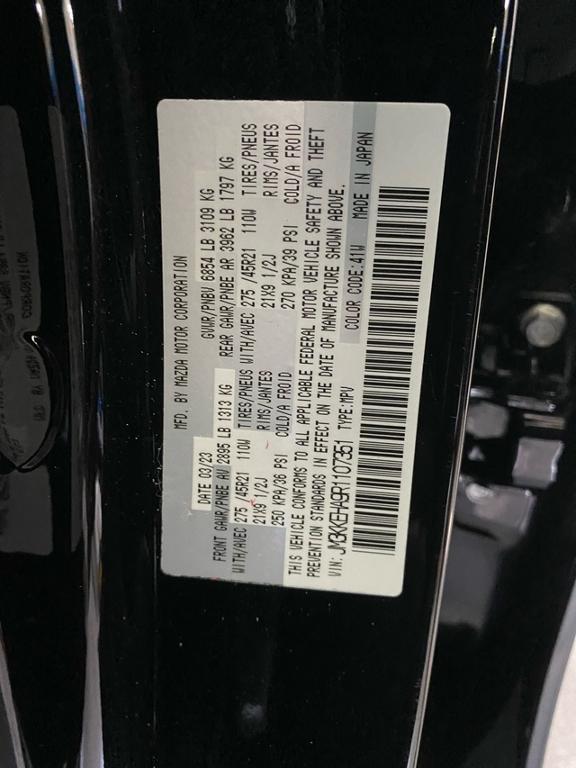 MFD. BY MAZDA MOTOR CORPORATION
DATE 03/23 GVWR/PNBV 6854 LB 3109 KG
FRONT GAWR/PNBE AV 2895 LB 1313 KG REAR GAWR/PNBE AR 3962 LB 1797 KG
WITH/AVEC 275 /45R21 110W TIRES/PNEUS WITH/AVEC 275 /45R21 110W TIRES/PNEUS
21X9 1/2J RIMS/JANTES 21X9 1/2J RIMS/JANTES
250 KPA/36 PSI COLD/A FROID 270 KPA/39 PSI COLD/A FROID
THIS VEHICLE CONFORMS TO ALL APPLICABLE FEDERAL MOTOR VEHICLE SAFETY AND THEFT
PREVENTION STANDARDS IN EFFECT ON THE DATE OF MANUFACTURE SHOWN ABOVE.
VIN: JM3KKEHA9R1107351 TYPE:MPV COLOR CODE:41W MADE IN JAPAN